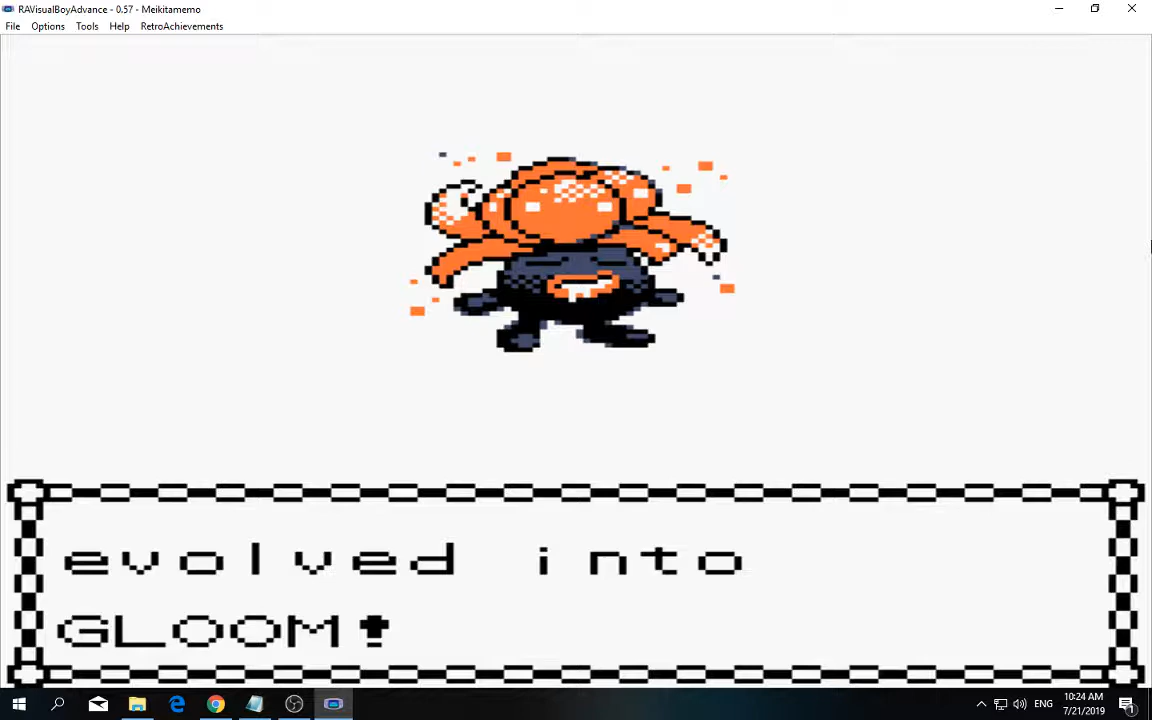 RAVisualBoyAdvance - 0.57 - Meikitamemo
File Options Tools Help RetroAchievements
evolved into
GLOOM!
10:24 AM
ENG
7/21/2019
1